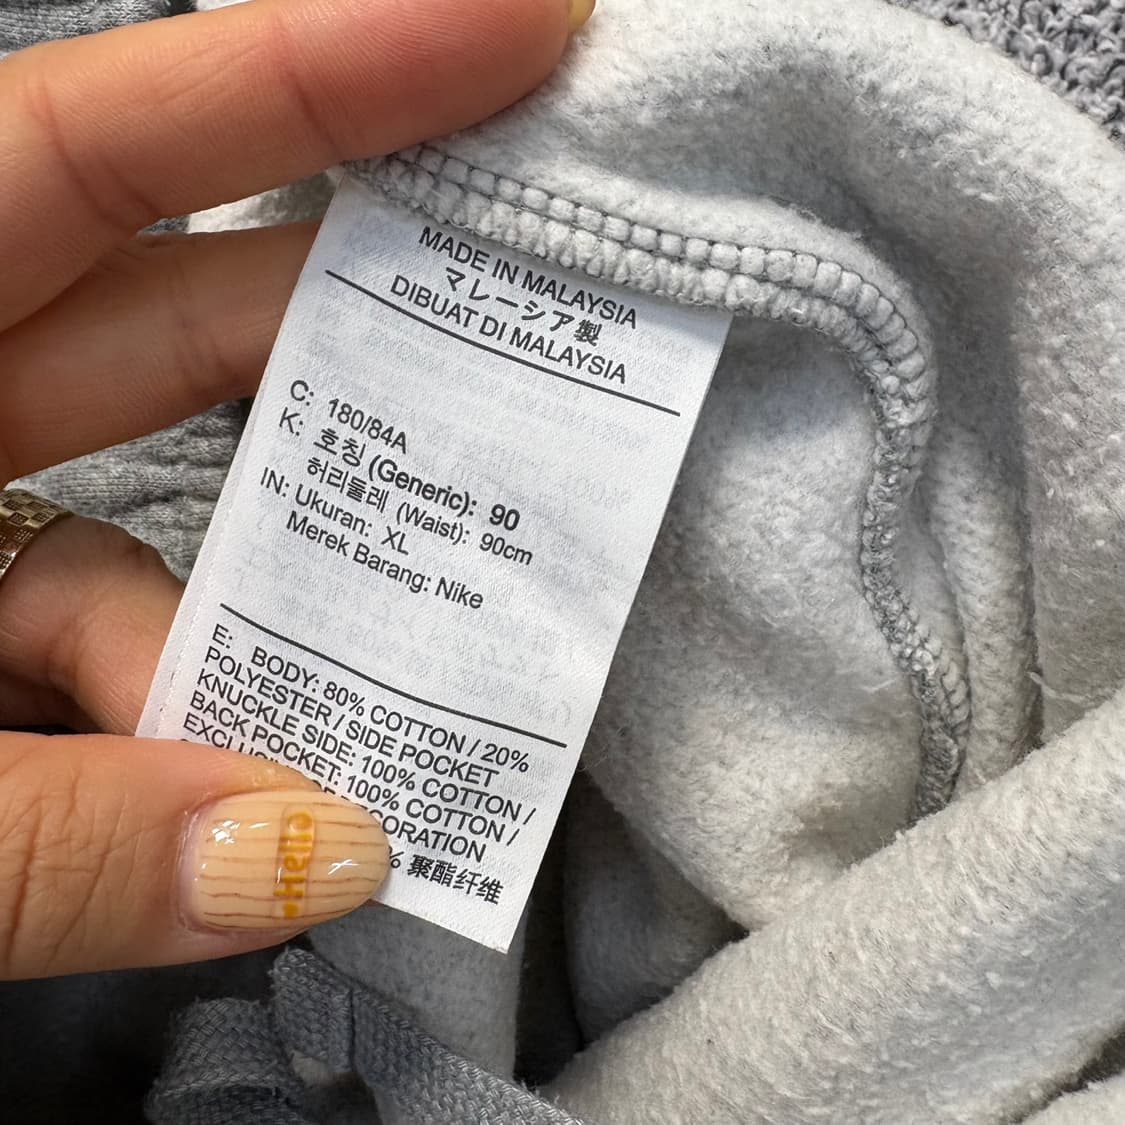 MADE IN MALAYSIA
マレーシア製
DIBUAT DI MALAYSIA
C: 180/84A
K: 호칭 (Generic): 90
허리둘레 (Waist): 90cm
IN: Ukuran: XL
Merek Barang: Nike
E: BODY: 80% COTTON / 20%
POLYESTER / SIDE POCKET
KNUCKLE SIDE: 100% COTTON /
BACK POCKET: 100% COTTON /
% 聚酯纤维
Hello